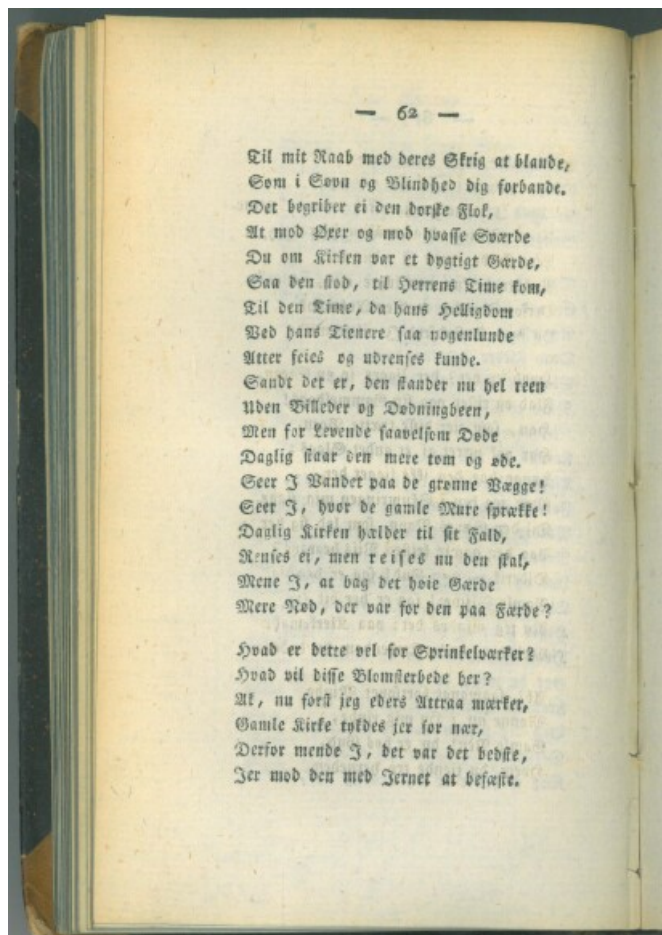 — 62 —
Til mit Raab med deres Skrig at blande,
Som i Søvn og Blindhed dig forbande.
Det begriber ei den dorske Flok,
At mod Øxer og mod hvasse Sværde
Du om Kirken var et dygtigt Gærde,
Saa den stod, til Herrens Time kom,
Til den Time, da hans Helligdom
Ved hans Tienere saa nogenlunde
Atter feies og udrenses kunde.
Sandt det er, den stander nu hel reen
Uden Billeder og Dødningbeen,
Men for Levende saavelsom Døde
Daglig staar den mere tom og øde.
Seer I Vandet paa de grønne Vægge!
Seer I, hvor de gamle Mure sprække!
Daglig Kirken hælder til sit Fald,
Renses ei, men reises nu den skal,
Mene I, at bag det høie Gærde
Mere Nød, der var for den paa Færde?
Hvad er dette vel for Sprinkelværker?
Hvad vil disse Blomsterbede her?
Ak, nu først jeg eders Attraa mærker,
Gamle Kirke tykdes jer for nær,
Derfor mende I, det var det bedste,
Jer mod den med Jernet at befæste.